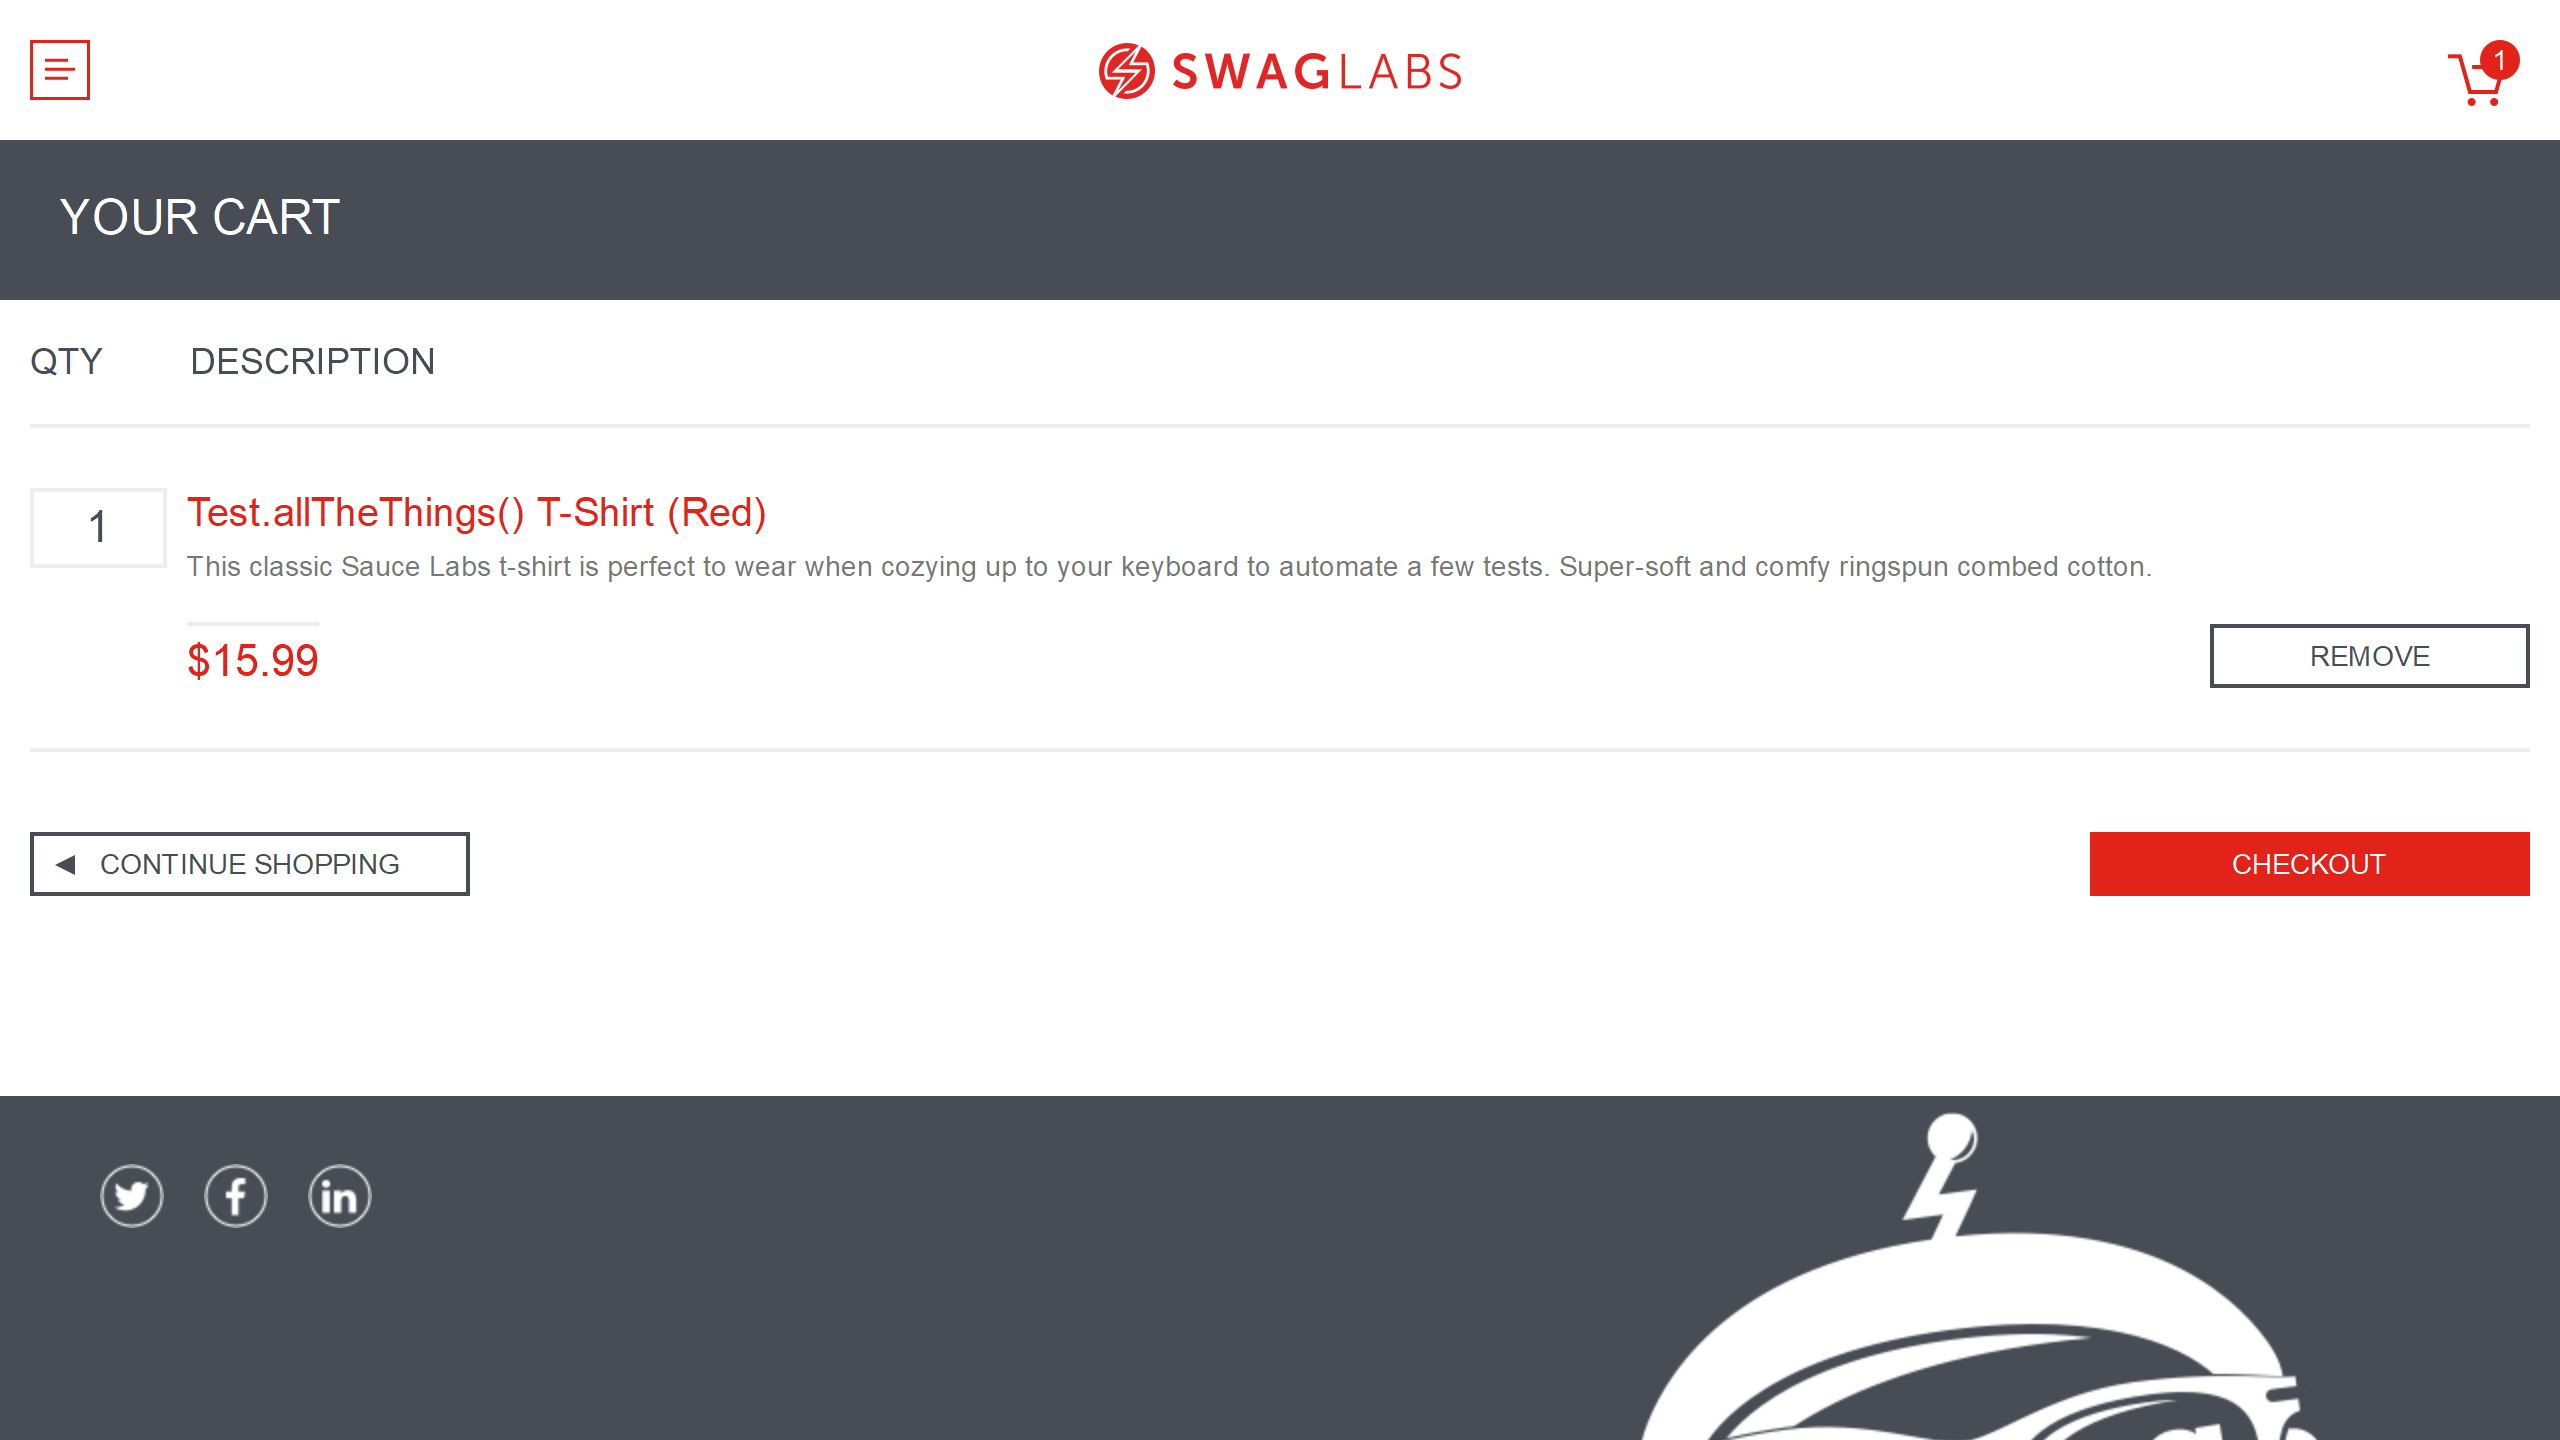 SWAGLABS
1
YOUR CART
QTY DESCRIPTION
1
Test.allTheThings() T-Shirt (Red)
This classic Sauce Labs t-shirt is perfect to wear when cozying up to your keyboard to automate a few tests. Super-soft and comfy ringspun combed cotton.
$15.99
REMOVE
CONTINUE SHOPPING
CHECKOUT